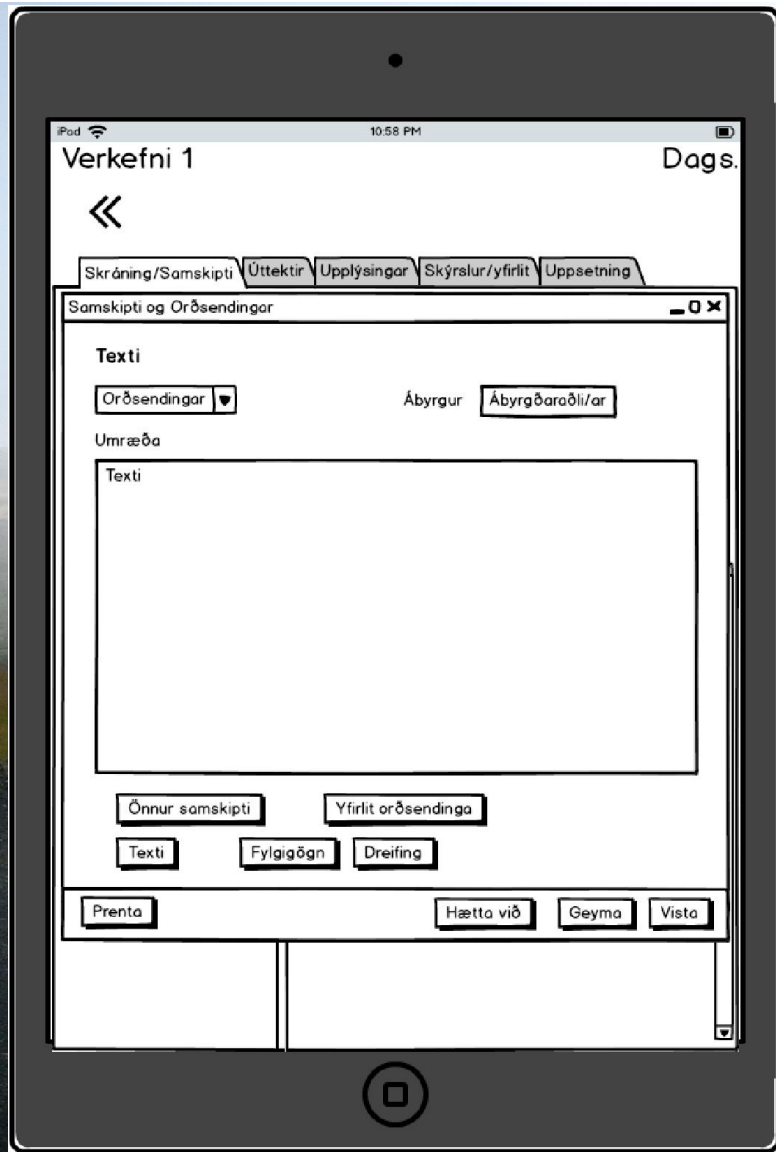 iPod 10:58 PM
Verkefni 1 Dags.
Skráning/Samskipti Úttektir Upplýsingar Skýrslur/yfirlit Uppsetning
Samskipti og Orðsendingar
Texti
Orðsendingar Ábyrgur Ábyrgðaraðli/ar
Umræða
Texti
Önnur samskipti Yfirlit orðsendinga
Texti Fylgigögn Dreifing
Prenta Hætta við Geyma Vista